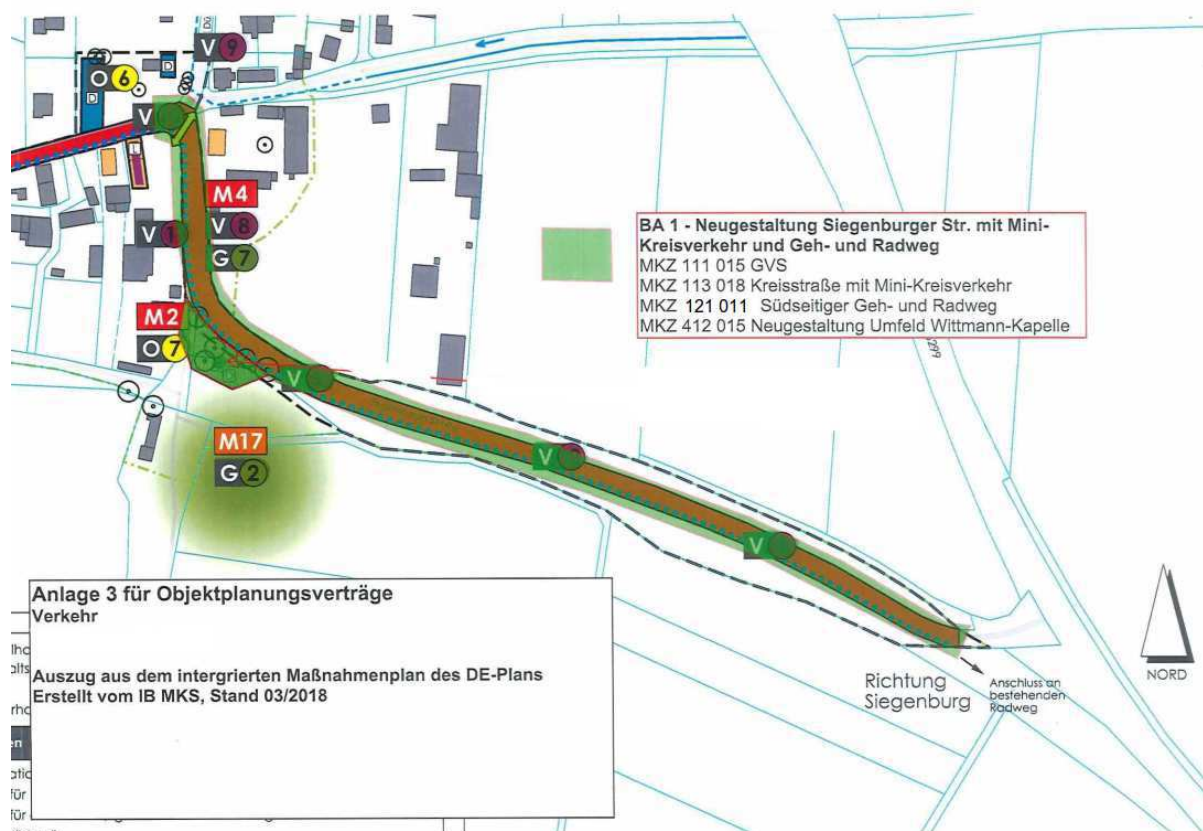 V 9
O 6
V
M4
V 8
V 1
G 7
M2
O 7
V
M17
G 2
V
V
BA 1 - Neugestaltung Siegenburger Str. mit Mini-
Kreisverkehr und Geh- und Radweg
MKZ 111 015 GVS
MKZ 113 018 Kreisstraße mit Mini-Kreisverkehr
MKZ 121 011 Südseitiger Geh- und Radweg
MKZ 412 015 Neugestaltung Umfeld Wittmann-Kapelle
Anlage 3 für Objektplanungsverträge
Verkehr
Auszug aus dem intergrierten Maßnahmenplan des DE-Plans
Erstellt vom IB MKS, Stand 03/2018
Richtung
Siegenburg
Anschluss an
bestehenden
Radweg
NORD
für
für